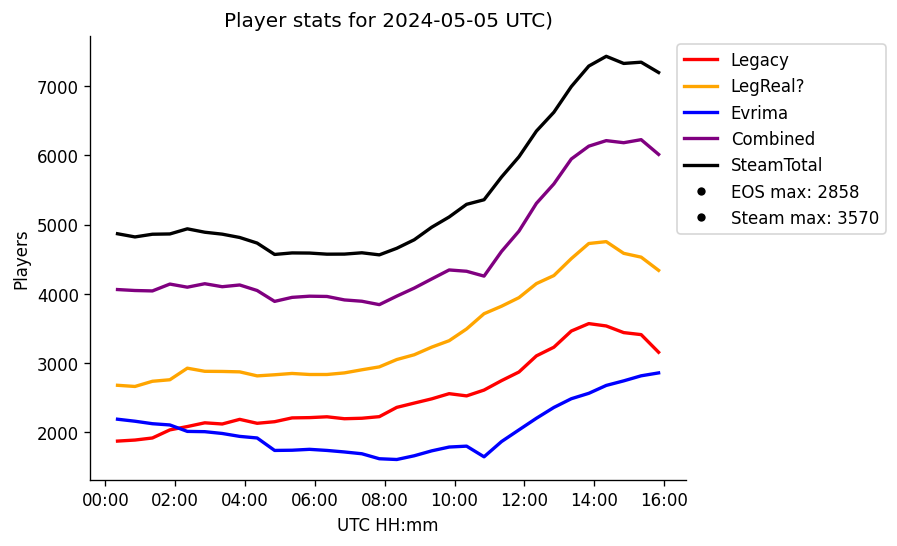 Player stats for 2024-05-05 UTC)
Players
7000
6000
5000
4000
3000
2000
00:00 02:00 04:00 06:00 08:00 10:00 12:00 14:00 16:00
UTC HH:mm
Legacy
LegReal?
Evrima
Combined
SteamTotal
EOS max: 2858
Steam max: 3570